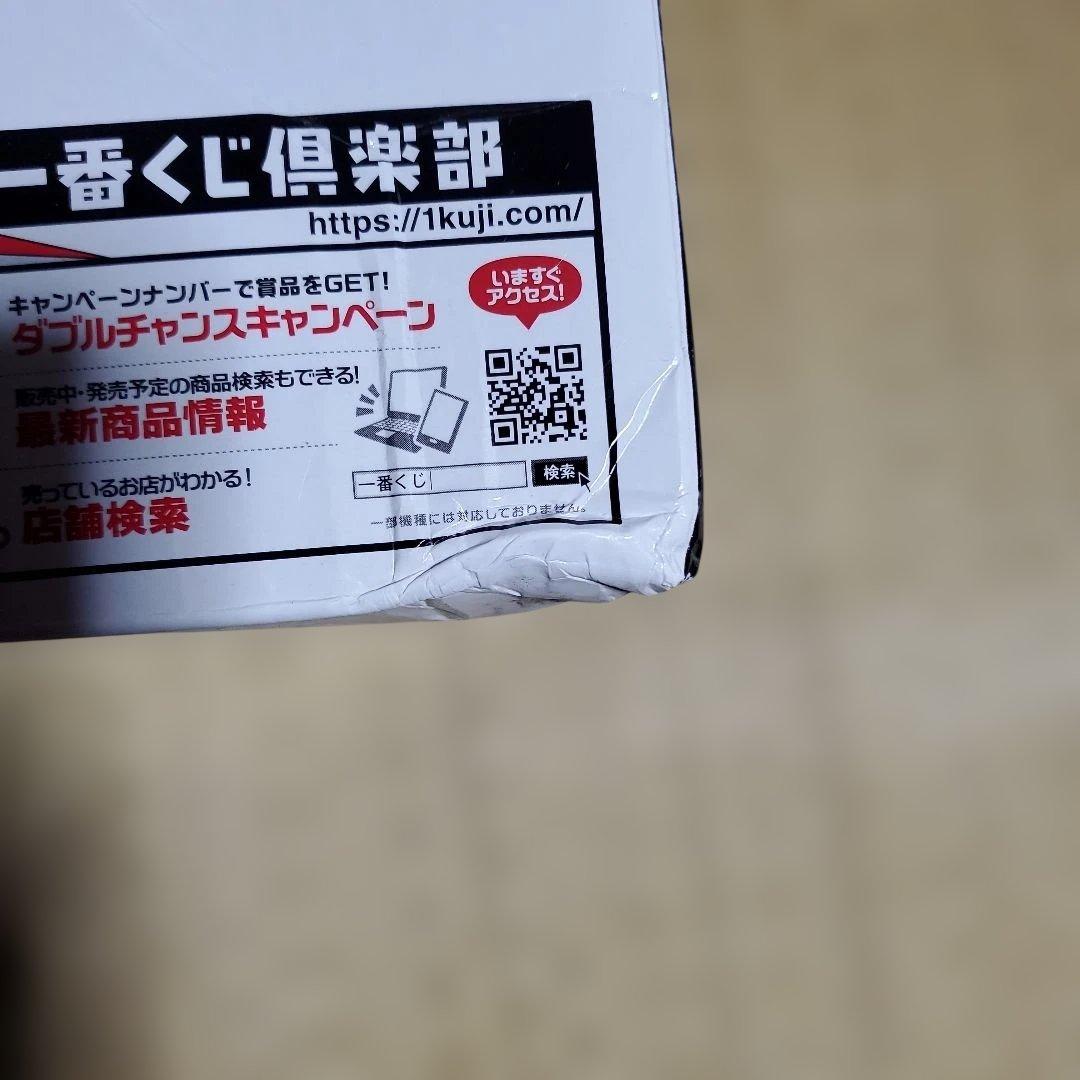 一番くじ倶楽部
https://1kuji.com/
キャンペーンナンバーで賞品をGET!
ダブルチャンスキャンペーン
いますぐ
アクセス!
販売中・発売予定の商品検索もできる!
最新商品情報
売っているお店がわかる!
店舗検索
一番くじ
検索
一部機種には対応しておりません。